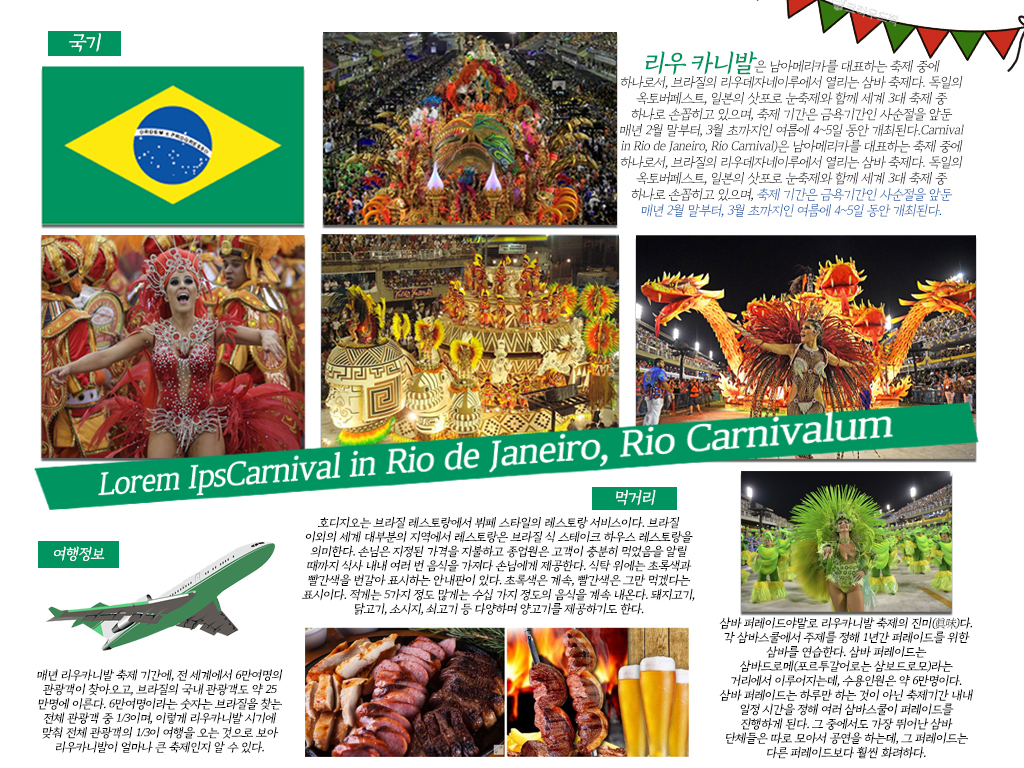 국기
리우 카니발은 남아메리카를 대표하는 축제 중에
하나로서, 브라질의 리우데자네이루에서 열리는 삼바 축제다. 독일의
옥토버페스트, 일본의 삿포로 눈축제와 함께 세계 3대 축제 중
하나로 손꼽히고 있으며, 축제 기간은 금욕기간인 사순절을 앞둔
매년 2월 말부터, 3월 초까지인 여름에 4~5일 동안 개최된다.Carnival
in Rio de Janeiro, Rio Carnival)은 남아메리카를 대표하는 축제 중에
하나로서, 브라질의 리우데자네이루에서 열리는 삼바 축제다. 독일의
옥토버페스트, 일본의 삿포로 눈축제와 함께 세계 3대 축제 중
하나로 손꼽히고 있으며, 축제 기간은 금욕기간인 사순절을 앞둔
매년 2월 말부터, 3월 초까지인 여름에 4~5일 동안 개최된다.
ORDEM E PROGRESSO
Lorem IpsCarnival in Rio de Janeiro, Rio Carnivalum
여행정보
매년 리우카니발 축제 기간에, 전 세계에서 6만여명의
관광객이 찾아오고, 브라질의 국내 관광객도 약 25
만명에 이른다. 6만여명이라는 숫자는 브라질을 찾는
전체 관광객 중 1/3이며, 이렇게 리우카니발 시기에
맞춰 전체 관광객의 1/3이 여행을 오는 것으로 보아
리우카니발이 얼마나 큰 축제인지 알 수 있다.
먹거리
호디지오는 브라질 레스토랑에서 뷔페 스타일의 레스토랑 서비스이다. 브라질
이외의 세계 대부분의 지역에서 레스토랑은 브라질 식 스테이크 하우스 레스토랑을
의미한다. 손님은 지정된 가격을 지불하고 종업원은 고객이 충분히 먹었음을 알릴
때까지 식사 내내 여러 번 음식을 가져다 손님에게 제공한다. 식탁 위에는 초록색과
빨간색을 번갈아 표시하는 안내판이 있다. 초록색은 계속, 빨간색은 그만 먹겠다는
표시이다. 적게는 5가지 정도 많게는 수십 가지 정도의 음식을 계속 내온다. 돼지고기,
닭고기, 소시지, 쇠고기 등 다양하며 양고기를 제공하기도 한다.
삼바 퍼레이드야말로 리우카니발 축제의 진미(眞味)다.
각 삼바스쿨에서 주제를 정해 1년간 퍼레이드를 위한
삼바를 연습한다. 삼바 퍼레이드는
삼바드로메(포르투갈어로는 삼보드로모)라는
거리에서 이루어지는데, 수용인원은 약 6만명이다.
삼바 퍼레이드는 하루만 하는 것이 아닌 축제기간 내내
일정 시간을 정해 여러 삼바스쿨이 퍼레이드를
진행하게 된다. 그 중에서도 가장 뛰어난 삼바
단체들은 따로 모아서 공연을 하는데, 그 퍼레이드는
다른 퍼레이드보다 훨씬 화려하다.